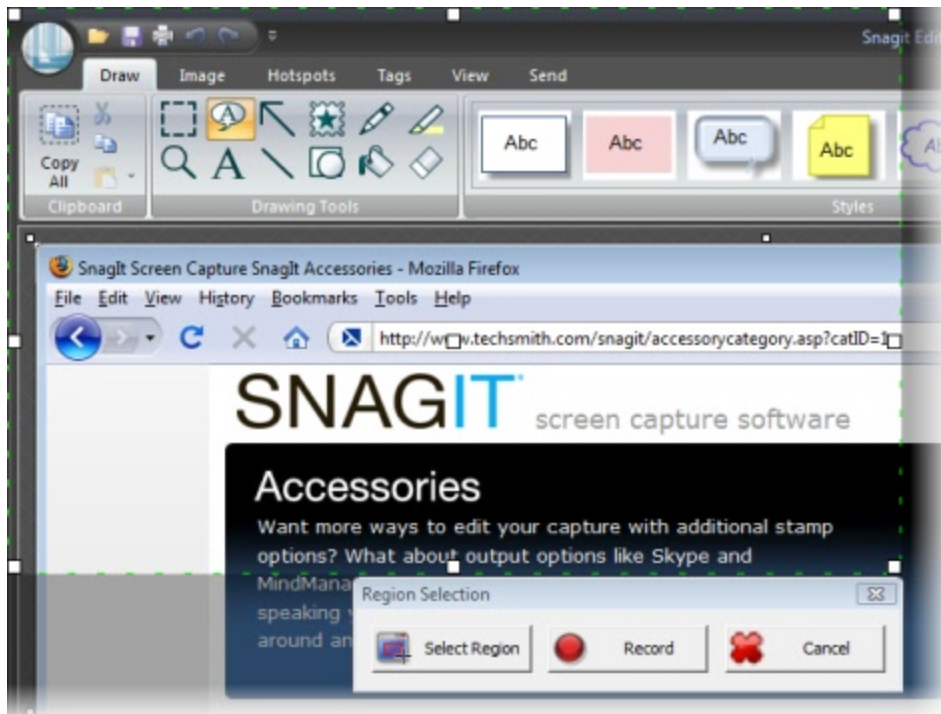 Snagit Edi
Draw Image Hotspots Tags View Send
Copy
All
Abc Abc Abc Abc
Clipboard Drawing Tools Styles
SnagIt Screen Capture SnagIt Accessories - Mozilla Firefox
File Edit View History Bookmarks Tools Help
http://www.techsmith.com/snagit/accessorycategory.asp?catID=1
SNAGIT screen capture software
Accessories
Want more ways to edit your capture with additional stamp
options? What about output options like Skype and
MindMana
speaking
around an
Region Selection
Select Region Record Cancel